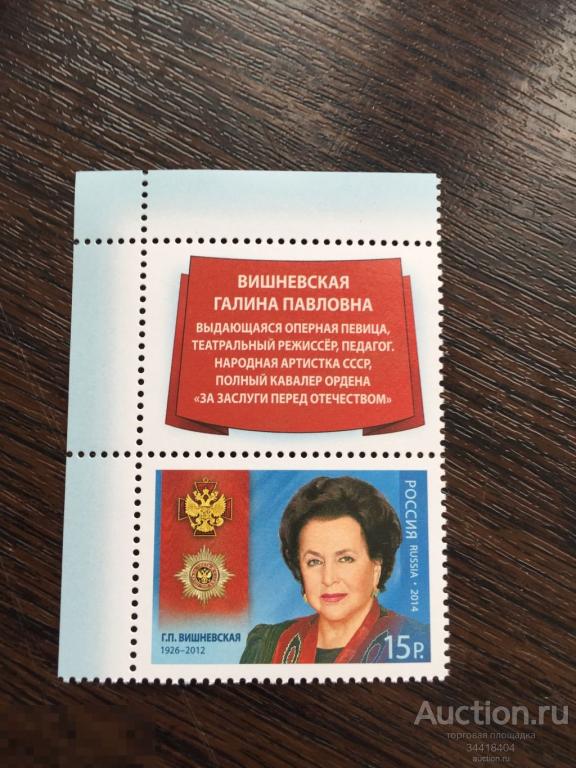 ВИШНЕВСКАЯ
ГАЛИНА ПАВЛОВНА
ВЫДАЮЩАЯСЯ ОПЕРНАЯ ПЕВИЦА,
ТЕАТРАЛЬНЫЙ РЕЖИССЁР, ПЕДАГОГ.
НАРОДНАЯ АРТИСТКА СССР,
ПОЛНЫЙ КАВАЛЕР ОРДЕНА
«ЗА ЗАСЛУГИ ПЕРЕД ОТЕЧЕСТВОМ»
РОССИЯ RUSSIA • 2014
Г.П. ВИШНЕВСКАЯ
1926–2012
15 Р.
Auction.ru
торговая площадка
34418404
auction.ru